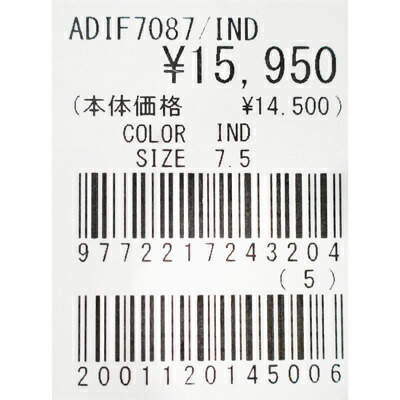 ADIF7087/IND
¥15,950
(本体価格 ¥14,500)
COLOR IND
SIZE 7.5
9772217243204
(5)
2001120145006